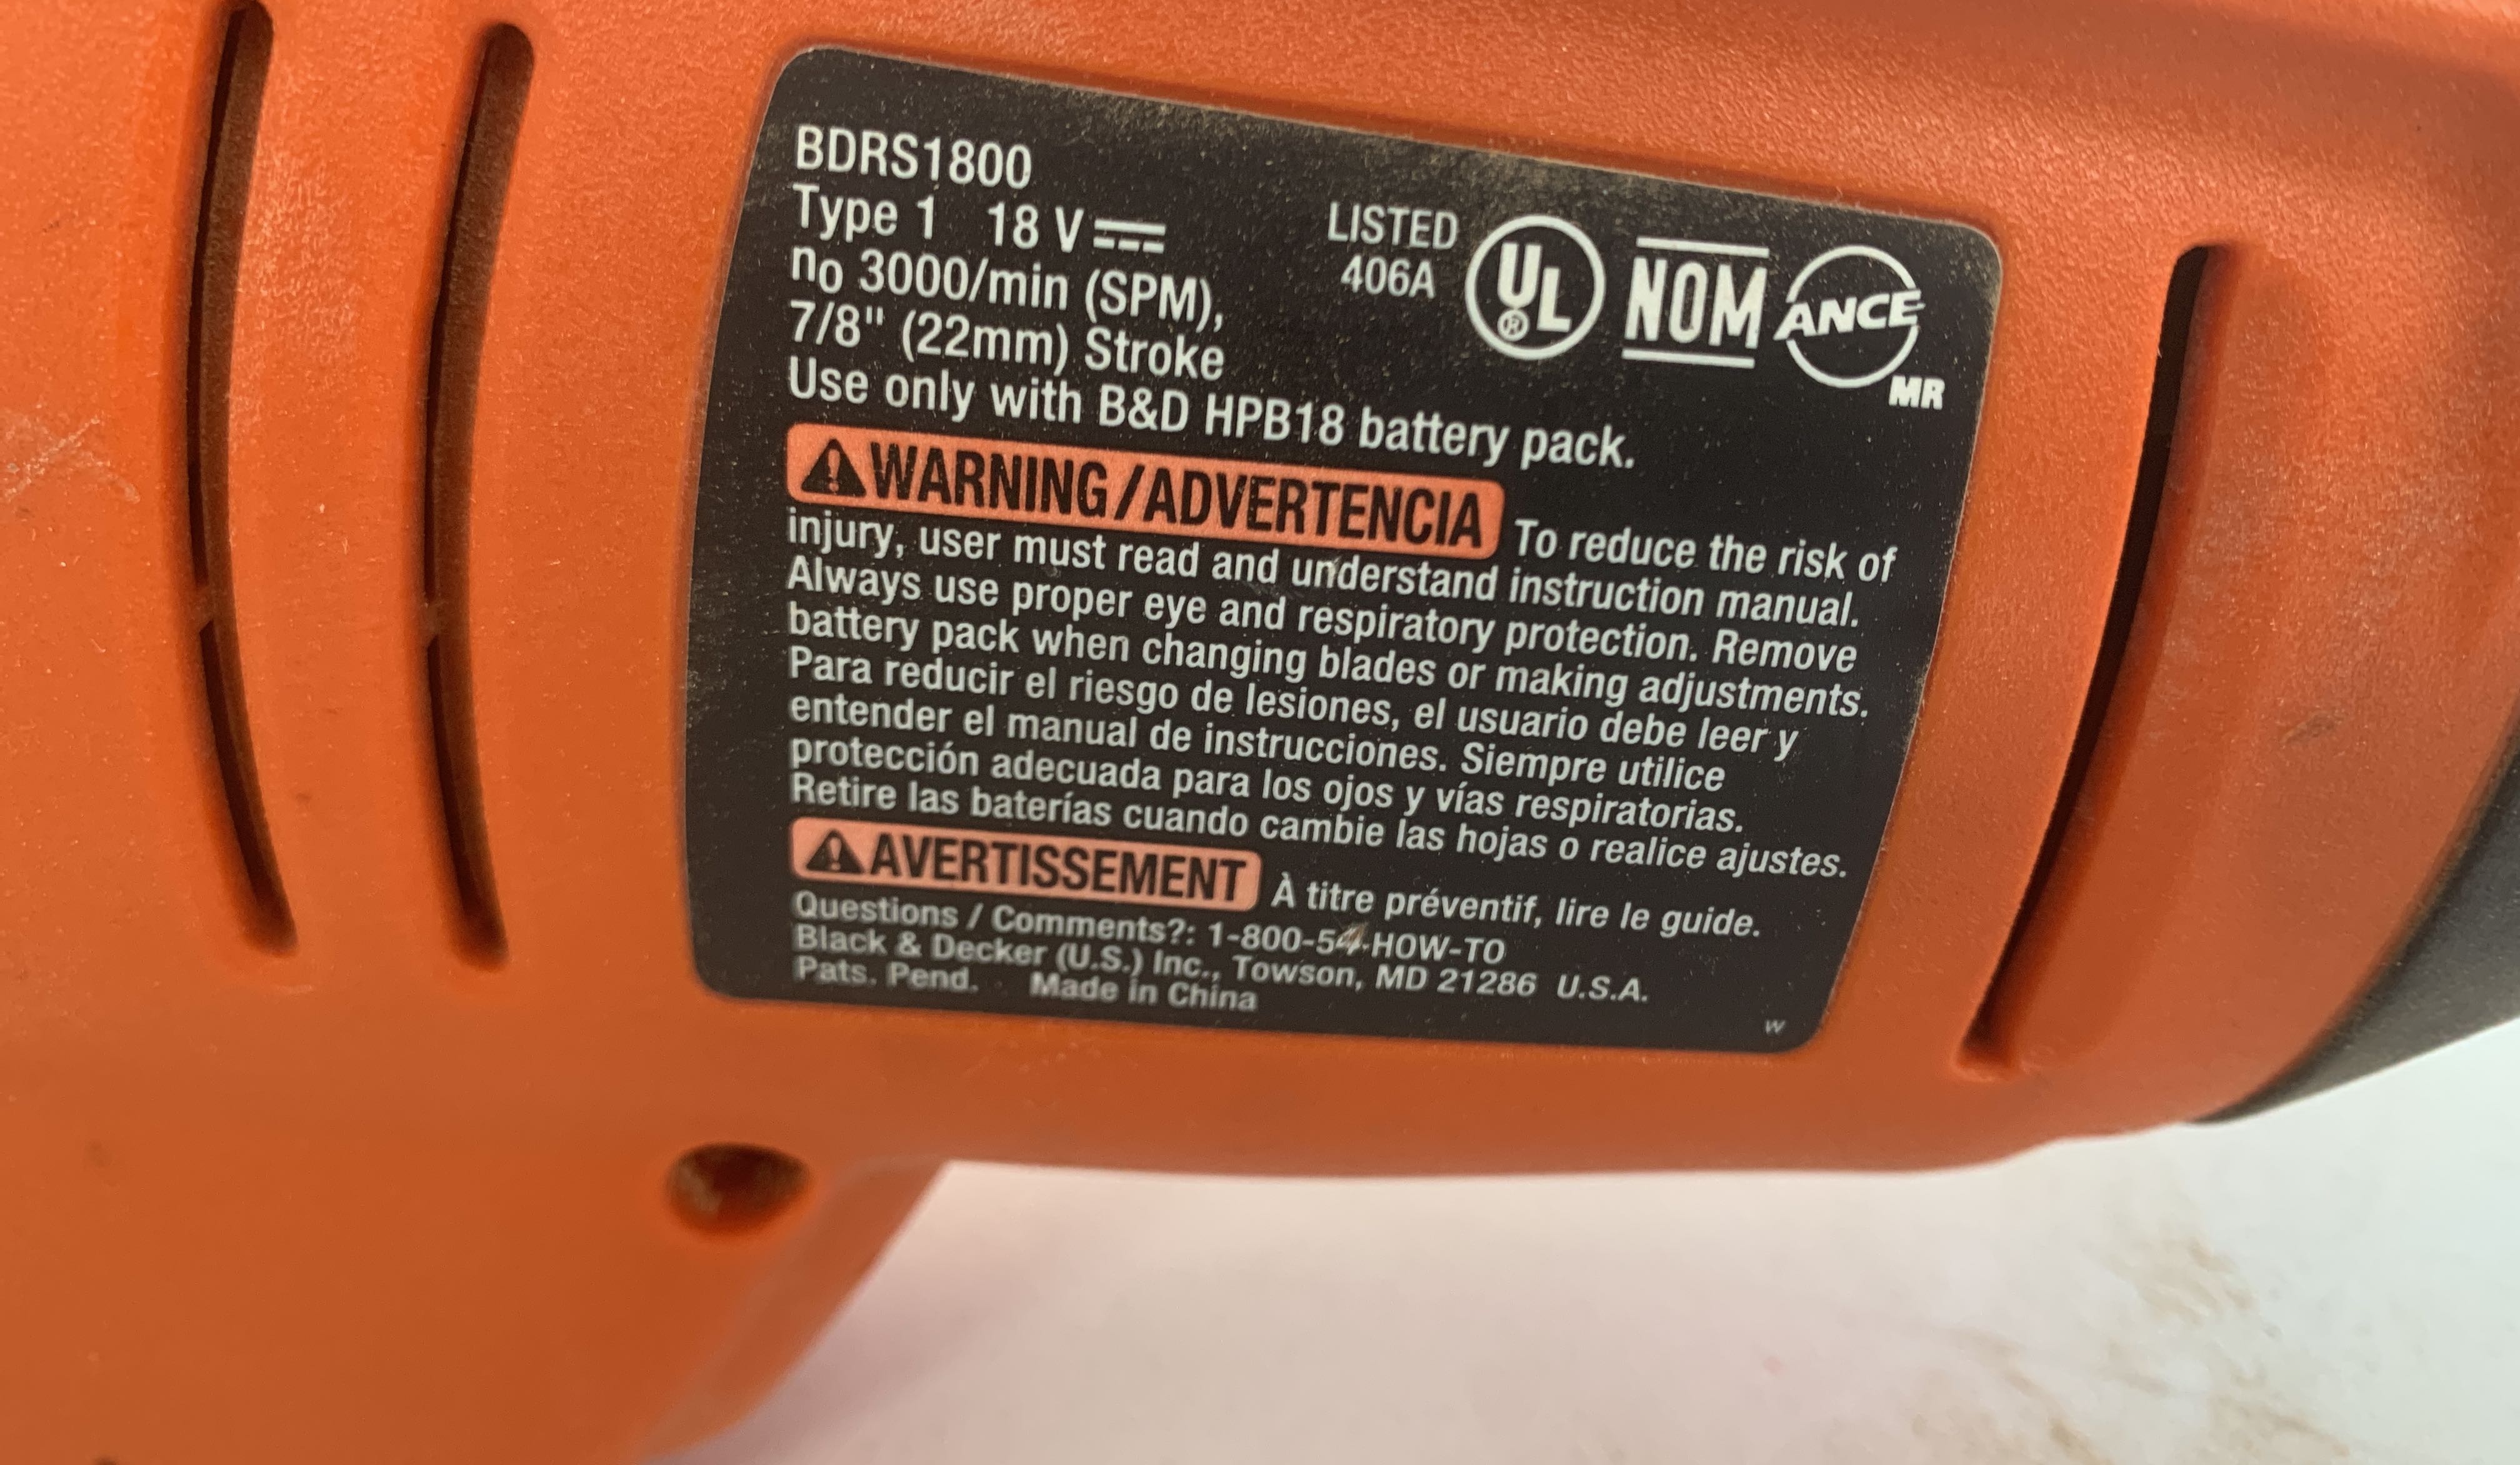 BDRS1800
Type 1 18 V
no 3000/min (SPM),
7/8" (22mm) Stroke
Use only with B&D HPB18 battery pack.
LISTED
406A
UL
®
NOM
ANCE
MR
WARNING/ADVERTENCIA To reduce the risk of
injury, user must read and understand instruction manual.
Always use proper eye and respiratory protection. Remove
battery pack when changing blades or making adjustments.
Para reducir el riesgo de lesiones, el usuario debe leer y
entender el manual de instrucciones. Siempre utilice
protección adecuada para los ojos y vías respiratorias.
Retire las baterías cuando cambie las hojas o realice ajustes.
AVERTISSEMENT À titre préventif, lire le guide.
Questions / Comments?: 1-800-54-HOW-TO
Black & Decker (U.S.) Inc., Towson, MD 21286 U.S.A.
Pats. Pend. Made in China
W